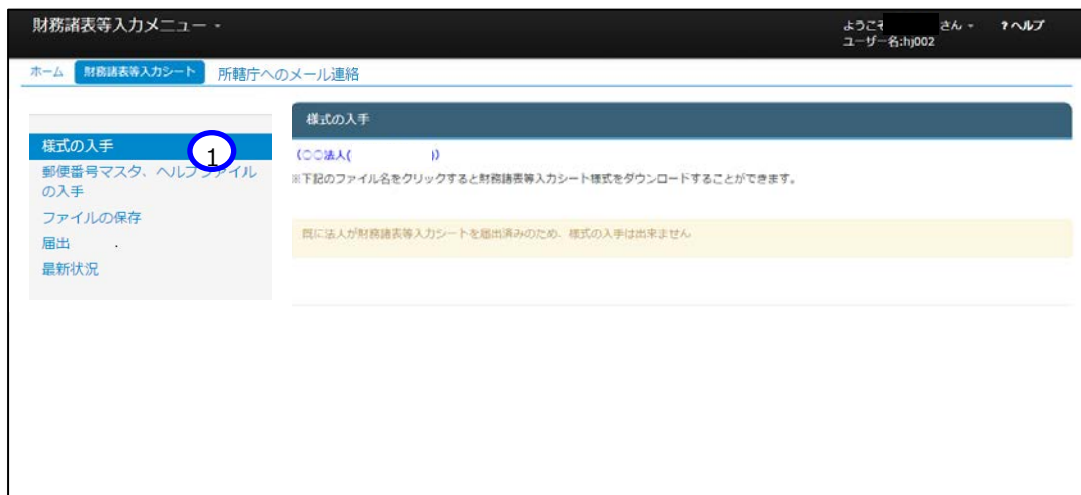 財務諸表等入力メニュー
ようこそ さん
?ヘルプ
ユーザー名:hj002
ホーム 財務諸表等入力シート 所轄庁へのメール連絡
様式の入手
1
郵便番号マスタ、ヘルプファイル
の入手
ファイルの保存
届出 .
最新状況
様式の入手
(○○法人( ))
※下記のファイル名をクリックすると財務諸表等入力シート様式をダウンロードすることができます。
既に法人が財務諸表等入力シートを届出済みのため、様式の入手は出来ません